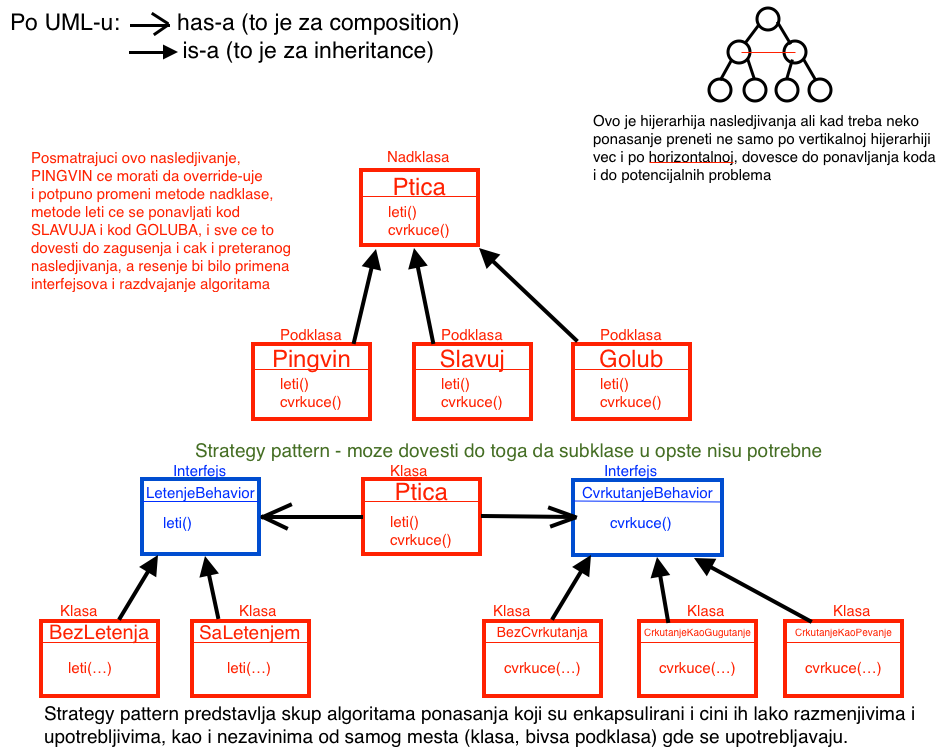 Po UML-u: has-a (to je za composition)
is-a (to je za inheritance)
Ovo je hijerarhija nasledjivanja ali kad treba neko
ponasanje preneti ne samo po vertikalnoj hijerarhiji
vec i po horizontalnoj, dovesce do ponavljanja koda
i do potencijalnih problema
Posmatrajuci ovo nasledjivanje,
PINGVIN ce morati da override-uje
i potpuno promeni metode nadklase,
metode leti ce se ponavljati kod
SLAVUJA i kod GOLUBA, i sve ce to
dovesti do zagusenja i cak i preteranog
nasledjivanja, a resenje bi bilo primena
interfejsova i razdvajanje algoritama
Nadklasa
Ptica
leti()
cvrkuce()
Podklasa
Pingvin
leti()
cvrkuce()
Podklasa
Slavuj
leti()
cvrkuce()
Podklasa
Golub
leti()
cvrkuce()
Strategy pattern - moze dovesti do toga da subklase u opste nisu potrebne
Interfejs
LetenjeBehavior
leti()
Klasa
Ptica
leti()
cvrkuce()
Interfejs
CvrkutanjeBehavior
cvrkuce()
Klasa
BezLetenja
leti(…)
Klasa
SaLetenjem
leti(…)
Klasa
BezCvrkutanja
cvrkuce(…)
Klasa
CrkutanjeKaoGugutanje
cvrkuce(…)
Klasa
CrkutanjeKaoPevanje
cvrkuce(…)
Strategy pattern predstavlja skup algoritama ponasanja koji su enkapsulirani i cini ih lako razmenjivima i
upotrebljivima, kao i nezavinima od samog mesta (klasa, bivsa podklasa) gde se upotrebljavaju.